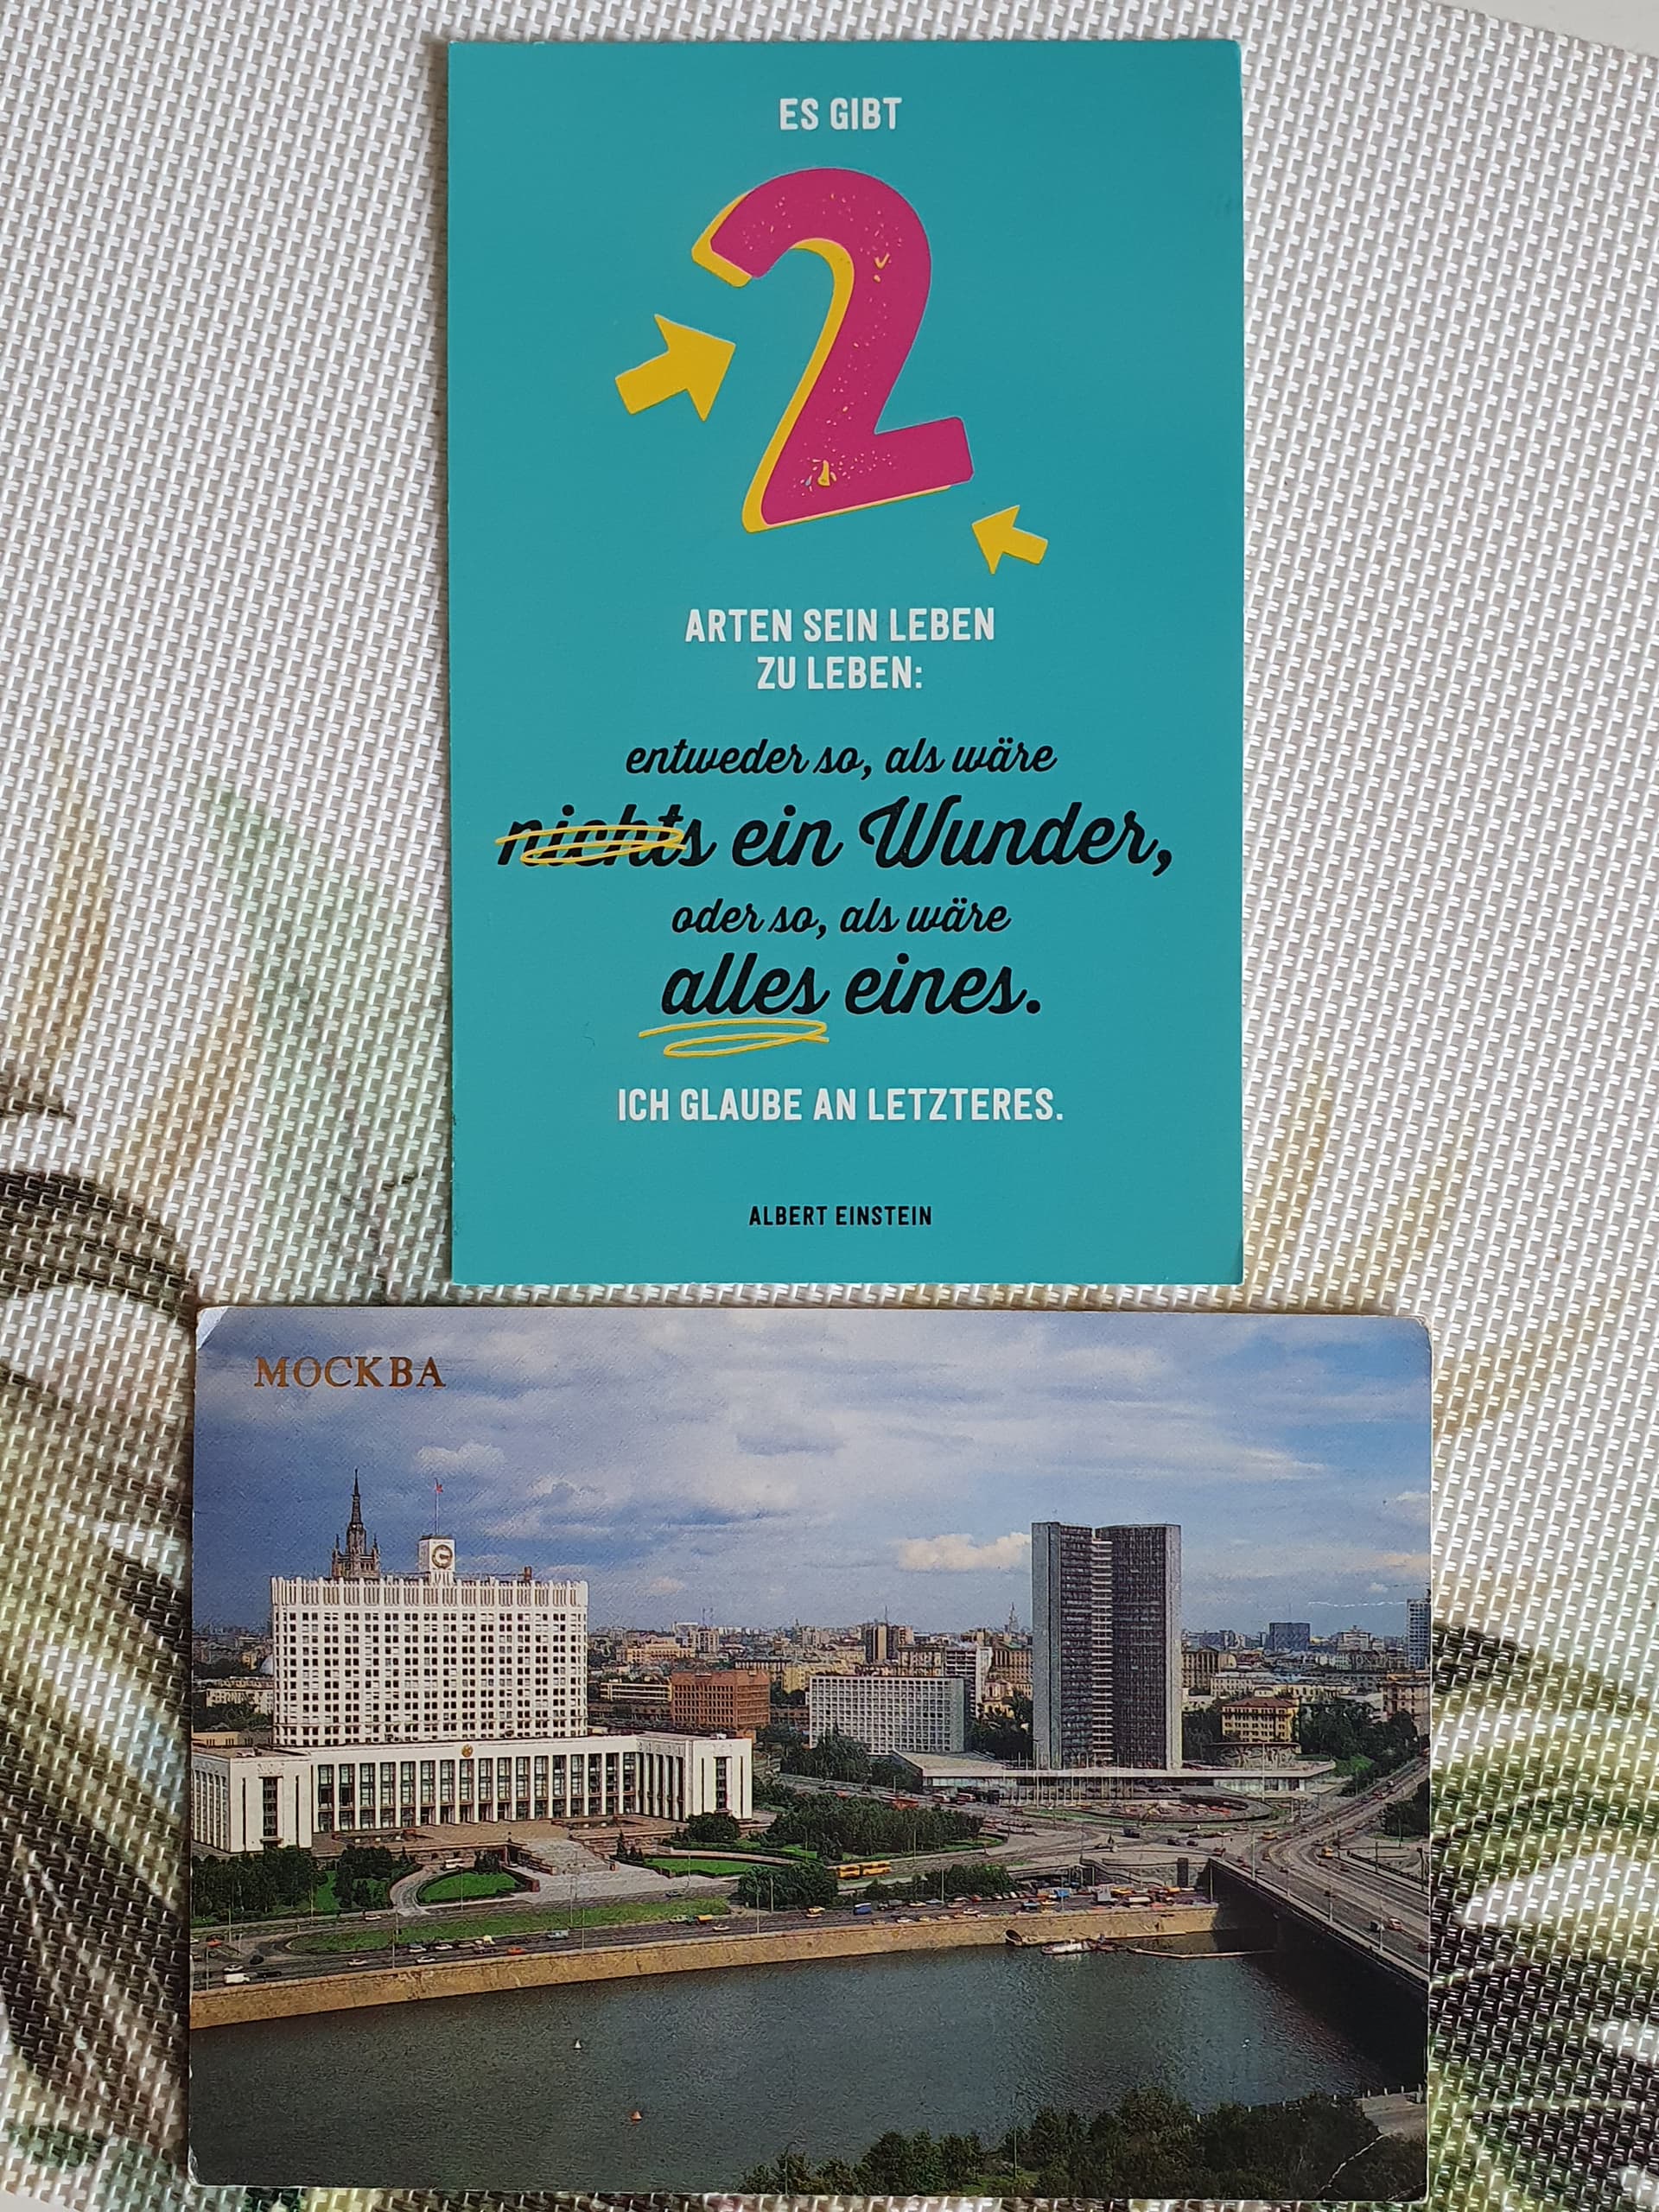 ES GIBT
2
ARTEN SEIN LEBEN
ZU LEBEN:
entweder so, als wäre
nichts ein Wunder,
oder so, als wäre
alles eines.
ICH GLAUBE AN LETZTERES.
ALBERT EINSTEIN
МОСКВА